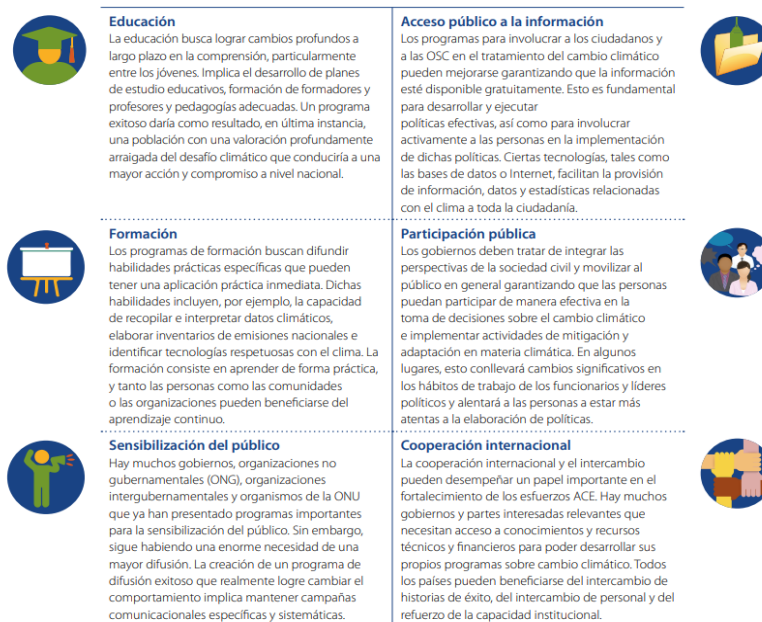 Educación
La educación busca lograr cambios profundos a
largo plazo en la comprensión, particularmente
entre los jóvenes. Implica el desarrollo de planes
de estudio educativos, formación de formadores y
profesores y pedagogías adecuadas. Un programa
exitoso daría como resultado, en última instancia,
una población con una valoración profundamente
arraigada del desafío climático que conduciría a una
mayor acción y compromiso a nivel nacional.
Acceso público a la información
Los programas para involucrar a los ciudadanos y
a las OSC en el tratamiento del cambio climático
pueden mejorarse garantizando que la información
esté disponible gratuitamente. Esto es fundamental
para desarrollar y ejecutar
políticas efectivas, así como para involucrar
activamente a las personas en la implementación
de dichas políticas. Ciertas tecnologías, tales como
las bases de datos o Internet, facilitan la provisión
de información, datos y estadísticas relacionadas
con el clima a toda la ciudadanía.
Formación
Los programas de formación buscan difundir
habilidades prácticas específicas que pueden
tener una aplicación práctica inmediata. Dichas
habilidades incluyen, por ejemplo, la capacidad
de recopilar e interpretar datos climáticos,
elaborar inventarios de emisiones nacionales e
identificar tecnologías respetuosas con el clima. La
formación consiste en aprender de forma práctica,
y tanto las personas como las comunidades
o las organizaciones pueden beneficiarse del
aprendizaje continuo.
Participación pública
Los gobiernos deben tratar de integrar las
perspectivas de la sociedad civil y movilizar al
público en general garantizando que las personas
puedan participar de manera efectiva en la
toma de decisiones sobre el cambio climático
e implementar actividades de mitigación y
adaptación en materia climática. En algunos
lugares, esto conllevará cambios significativos en
los hábitos de trabajo de los funcionarios y líderes
políticos y alentará a las personas a estar más
atentas a la elaboración de políticas.
Sensibilización del público
Hay muchos gobiernos, organizaciones no
gubernamentales (ONG), organizaciones
intergubernamentales y organismos de la ONU
que ya han presentado programas importantes
para la sensibilización del público. Sin embargo,
sigue habiendo una enorme necesidad de una
mayor difusión. La creación de un programa de
difusión exitoso que realmente logre cambiar el
comportamiento implica mantener campañas
comunicacionales específicas y sistemáticas.
Cooperación internacional
La cooperación internacional y el intercambio
pueden desempeñar un papel importante en el
fortalecimiento de los esfuerzos ACE. Hay muchos
gobiernos y partes interesadas relevantes que
necesitan acceso a conocimientos y recursos
técnicos y financieros para poder desarrollar sus
propios programas sobre cambio climático. Todos
los países pueden beneficiarse del intercambio de
historias de éxito, del intercambio de personal y del
refuerzo de la capacidad institucional.